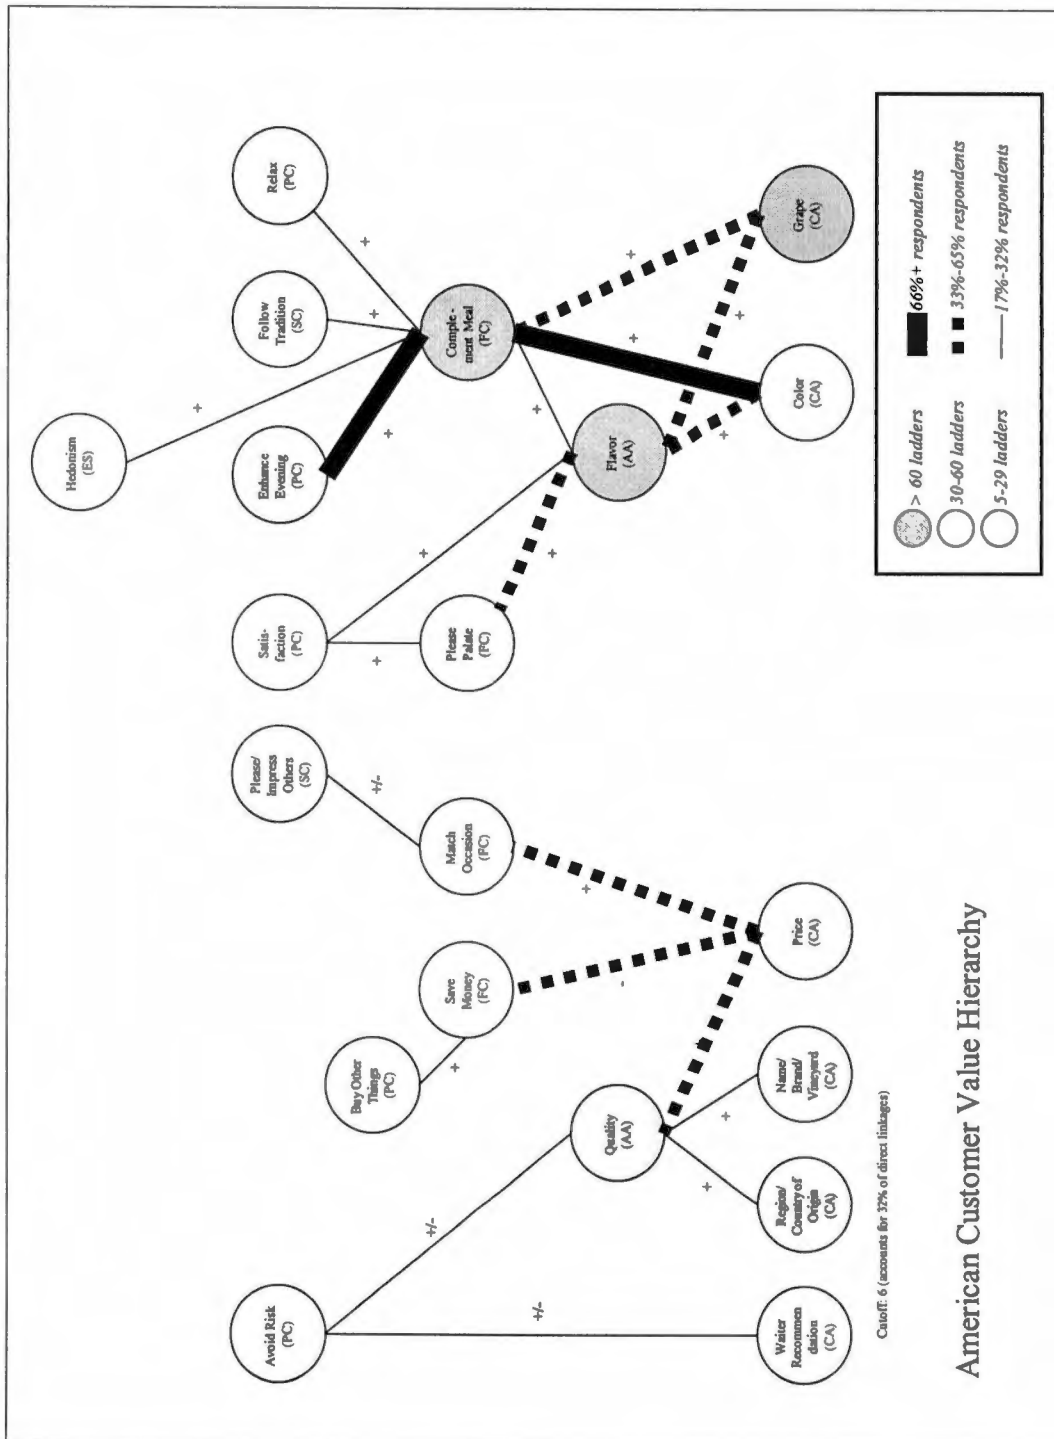 Hedonism
(ES)
Avoid Risk
(PC)
Please/
Impress
Others
(SC)
Satis-
faction
(PC)
Enhance
Evening
(PC)
Follow
Tradition
(SC)
Relax
(PC)
Buy Other
Things
(PC)
Save
Money
(FC)
Match
Occasion
(FC)
Please
Palate
(FC)
Comple-
ment Meal
(FC)
Quality
(AA)
Flavor
(AA)
Waiter
Recommen
dation
(CA)
Region/
Country of
Origin
(CA)
Name/
Brand/
Vineyard
(CA)
Price
(CA)
Color
(CA)
Grape
(CA)
+/-
+/-
+
+
+
-
+
+/-
+
+
+
+
+
+
+
+
+
+
+
Cutoff: 6 (accounts for 32% of direct linkages)
> 60 ladders
66%+ respondents
30-60 ladders
33%-65% respondents
5-29 ladders
17%-32% respondents
American Customer Value Hierarchy